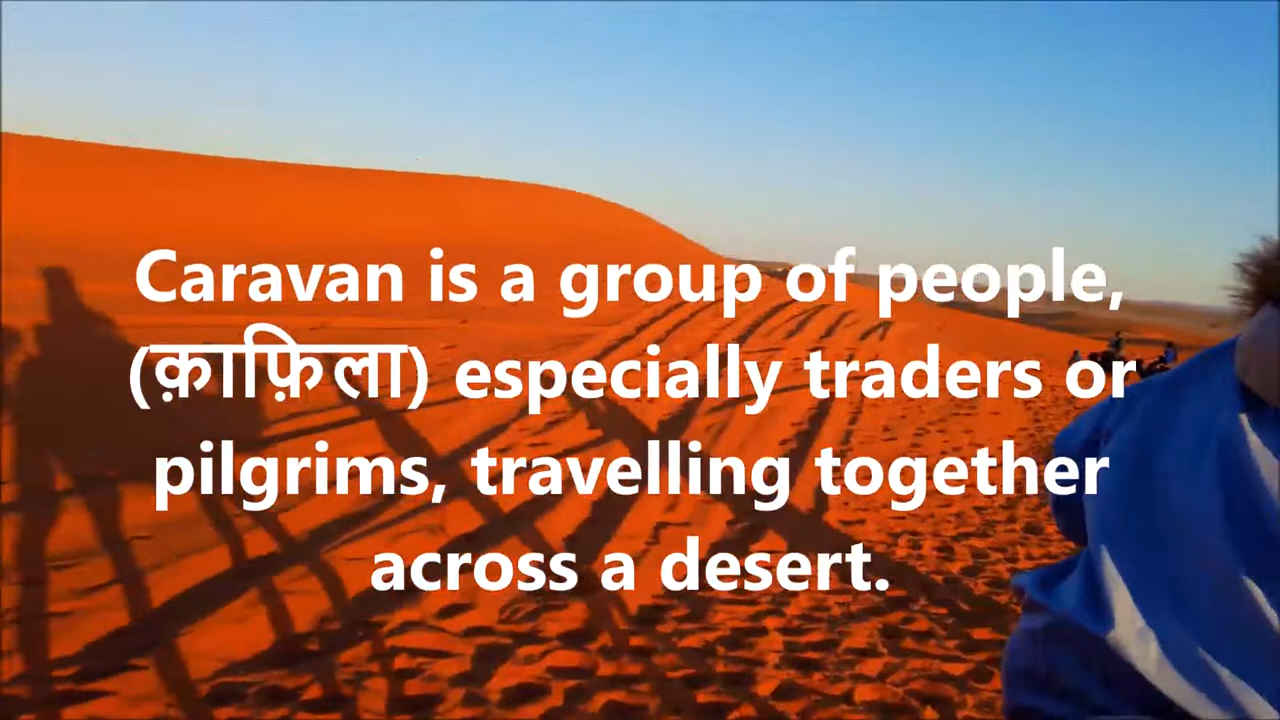 Caravan is a group of people,
(क़ाफ़िला) especially traders or
pilgrims, travelling together
across a desert.